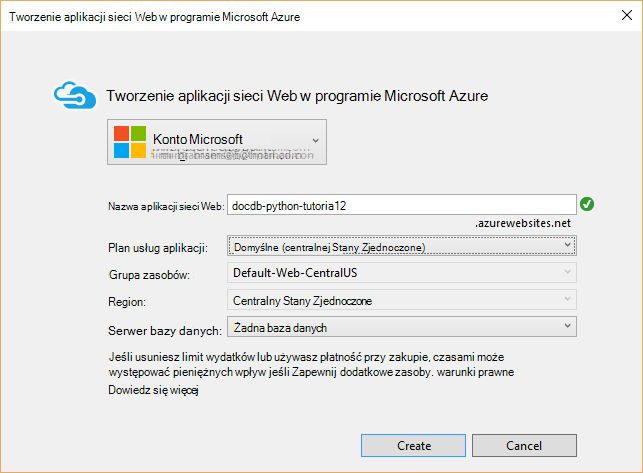 Tworzenie aplikacji sieci Web w programie Microsoft Azure
Tworzenie aplikacji sieci Web w programie Microsoft Azure
Konto Microsoft
Nazwa aplikacji sieci Web: docdb-python-tutoria12
.azurewebsites.net
Plan usług aplikacji: Domyślne (centralnej Stany Zjednoczone)
Grupa zasobów: Default-Web-CentralUS
Region: Centralny Stany Zjednoczone
Serwer bazy danych: Żadna baza danych
Jeśli usuniesz limit wydatków lub używasz płatność przy zakupie, czasami może
występować pieniężnych wpływ jeśli Zapewnij dodatkowe zasoby. warunki prawne
Dowiedz się więcej
Create Cancel